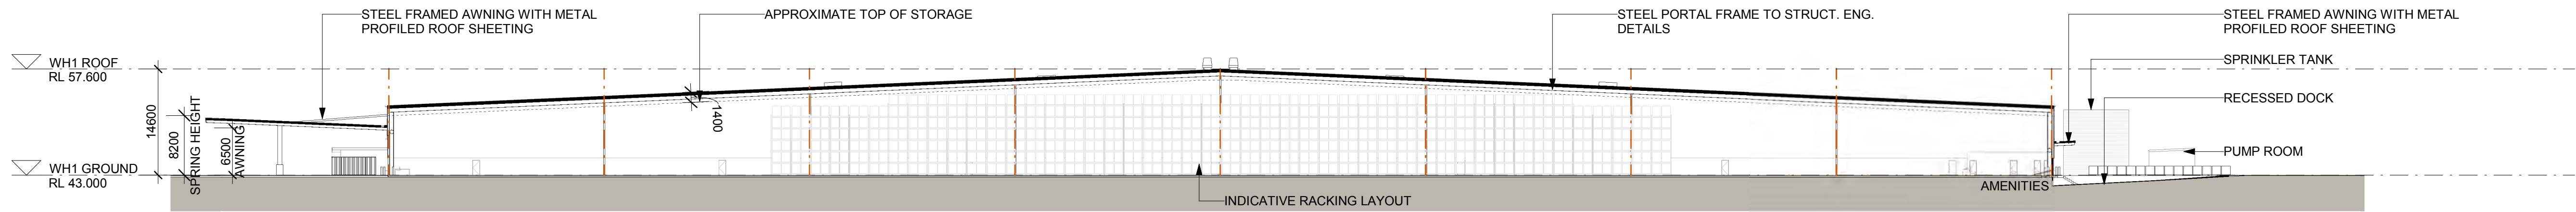 STEEL FRAMED AWNING WITH METAL
PROFILED ROOF SHEETING
APPROXIMATE TOP OF STORAGE
STEEL PORTAL FRAME TO STRUCT. ENG.
DETAILS
STEEL FRAMED AWNING WITH METAL
PROFILED ROOF SHEETING
WH1 ROOF
RL 57.600
SPRINKLER TANK
RECESSED DOCK
14600
8200
SPRING HEIGHT
6500
AWNING
1400
PUMP ROOM
WH1 GROUND
RL 43.000
AMENITIES
INDICATIVE RACKING LAYOUT